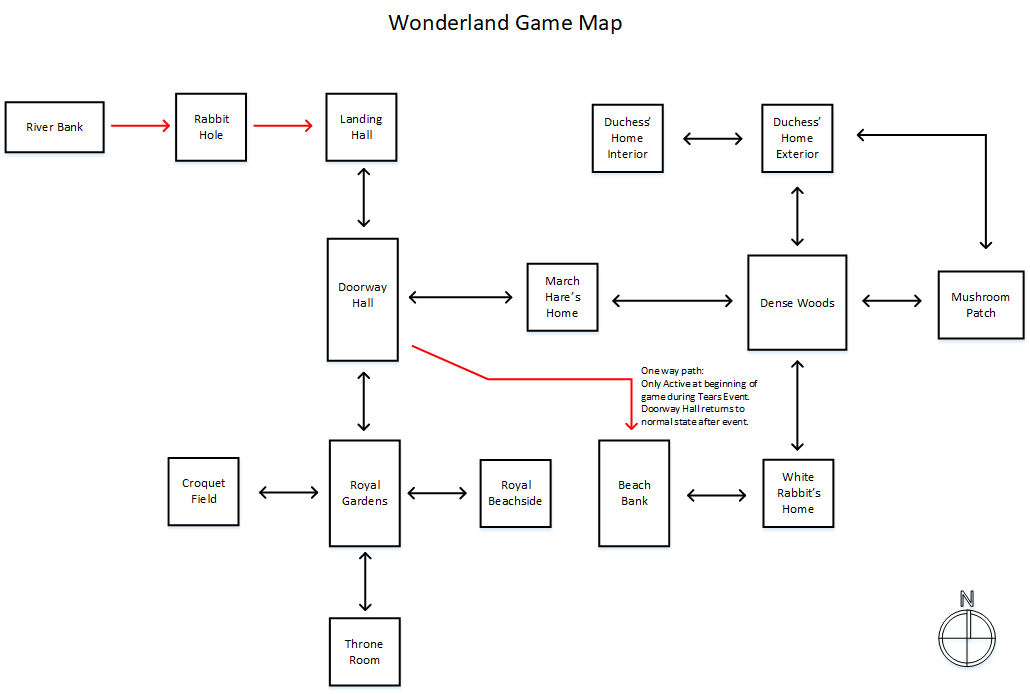 Wonderland Game Map
River Bank
Rabbit
Hole
Landing
Hall
Duchess’
Home
Interior
Duchess’
Home
Exterior
Doorway
Hall
March
Hare’s
Home
Dense Woods
Mushroom
Patch
One way path:
Only Active at beginning of
game during Tears Event.
Doorway Hall returns to
normal state after event.
Croquet
Field
Royal
Gardens
Royal
Beachside
Beach
Bank
White
Rabbit’s
Home
Throne
Room
N